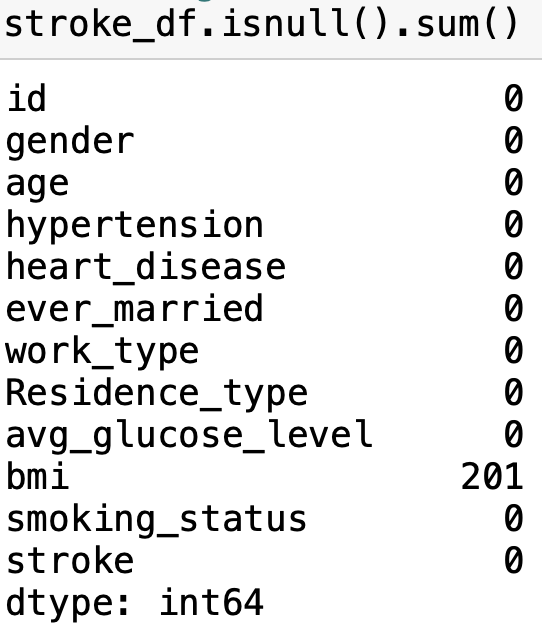 stroke_df.isnull().sum()
id 0
gender 0
age 0
hypertension 0
heart_disease 0
ever_married 0
work_type 0
Residence_type 0
avg_glucose_level 0
bmi 201
smoking_status 0
stroke 0
dtype: int64